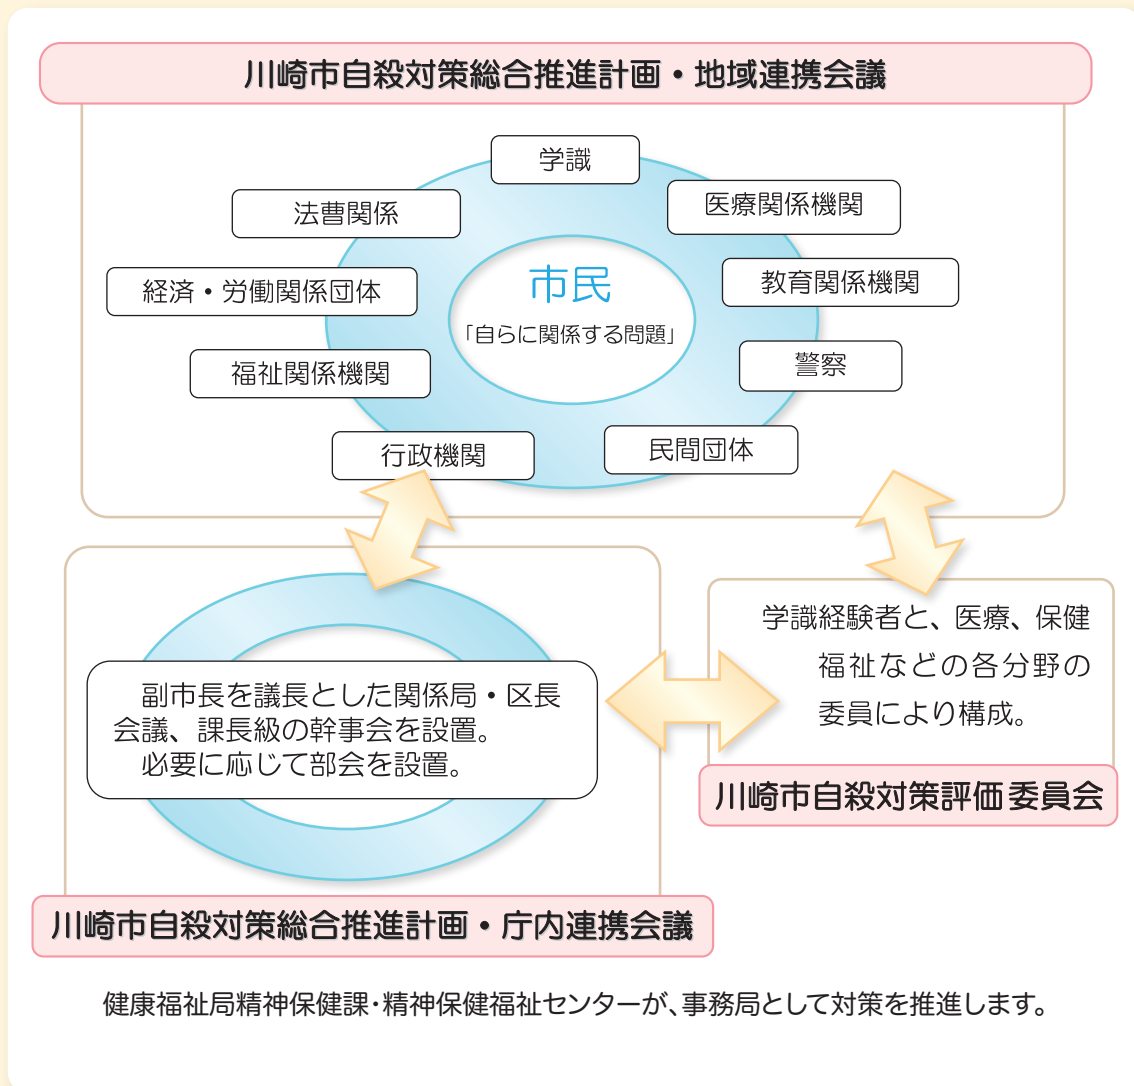 川崎市自殺対策総合推進計画・地域連携会議
学識
法曹関係
医療関係機関
経済・労働関係団体
市民
「自らに関係する問題」
教育関係機関
福祉関係機関
警察
行政機関
民間団体
副市長を議長とした関係局・区長
会議、課長級の幹事会を設置。
必要に応じて部会を設置。
学識経験者と、医療、保健
福祉などの各分野の
委員により構成。
川崎市自殺対策評価委員会
川崎市自殺対策総合推進計画・庁内連携会議
健康福祉局精神保健課・精神保健福祉センターが、事務局として対策を推進します。